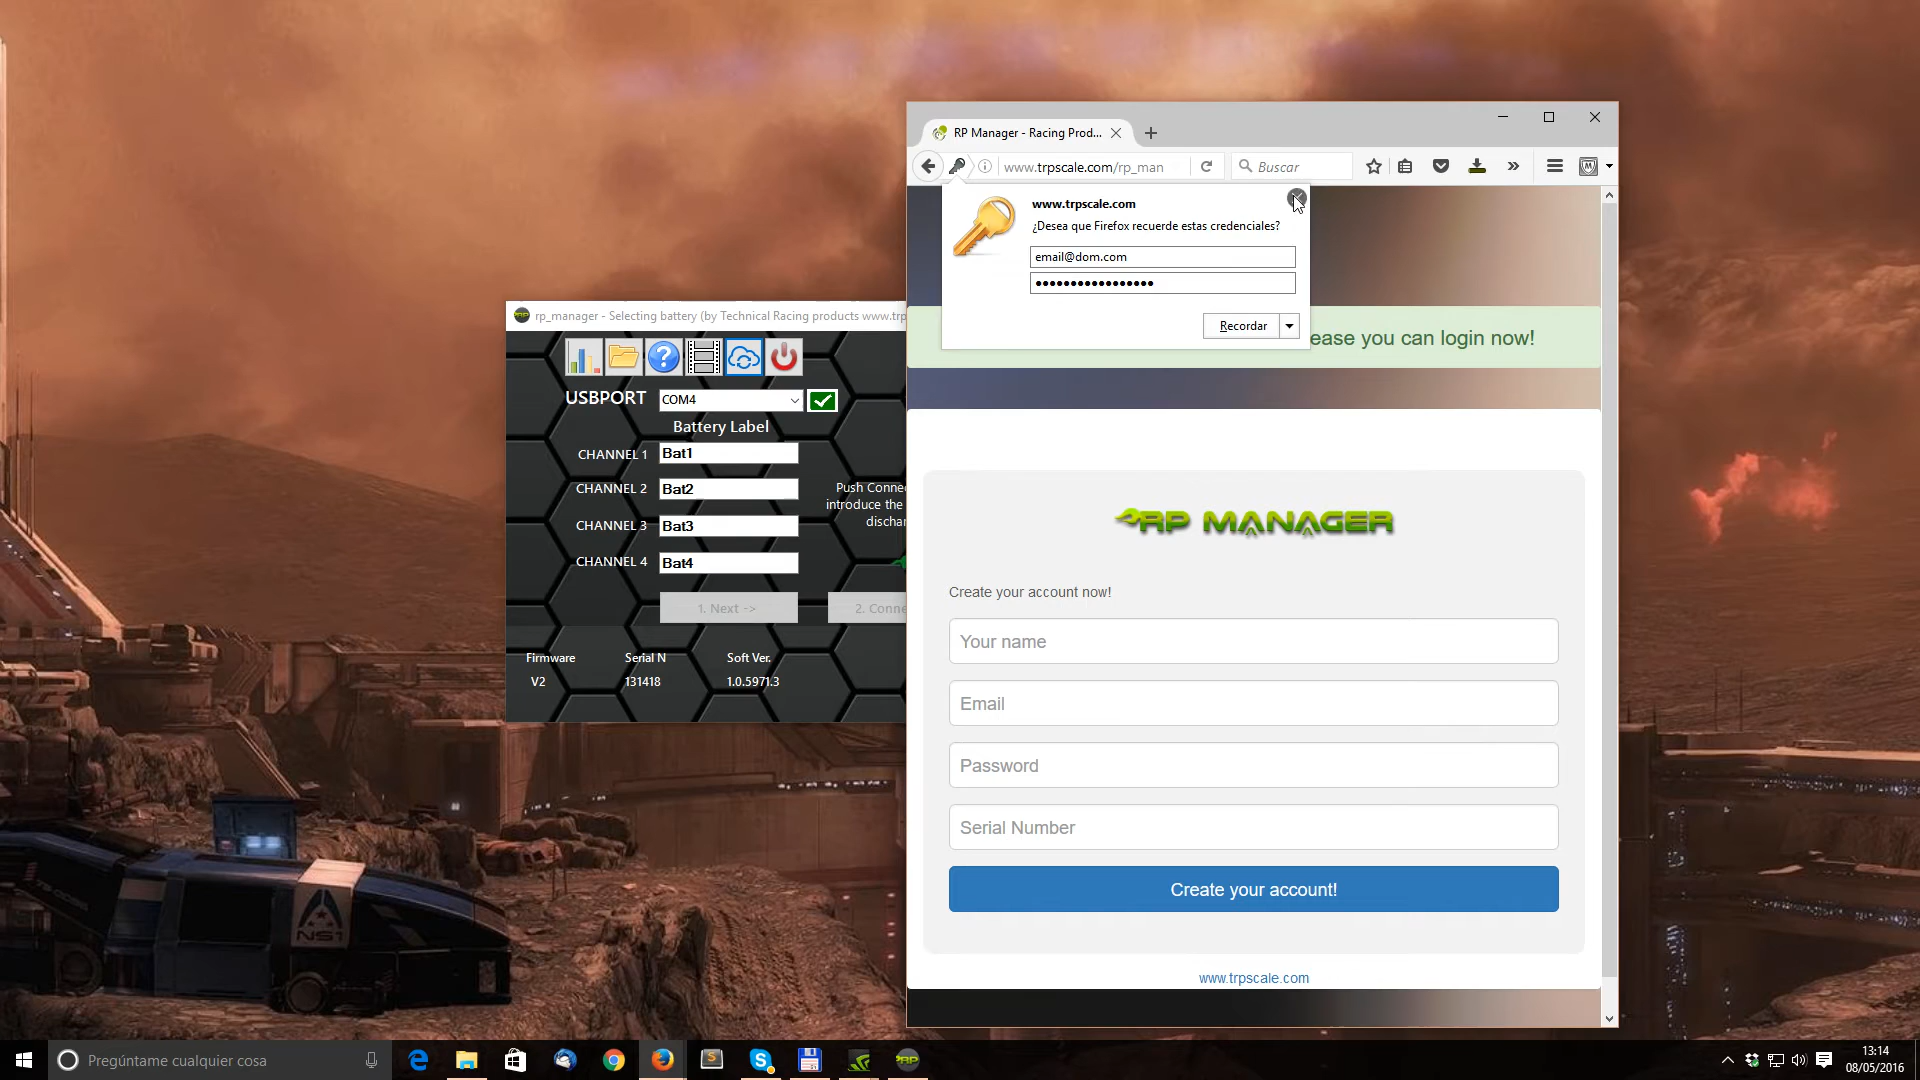 RP Manager - Racing Prod...
www.trpscale.com/rp_man
Buscar
www.trpscale.com
¿Desea que Firefox recuerde estas credenciales?
email@dom.com
•••••••••••••••••
Recordar
ease you can login now!
rp_manager - Selecting battery (by Technical Racing products www.trp
USBPORT
COM4
Battery Label
CHANNEL 1
Bat1
CHANNEL 2
Bat2
CHANNEL 3
Bat3
CHANNEL 4
Bat4
Push Connec
introduce the
dischar
1. Next ->
2. Conne
Firmware
Serial N
Soft Ver.
V2
131418
1.0.5971.3
RP MANAGER
Create your account now!
Your name
Email
Password
Serial Number
Create your account!
www.trpscale.com
NS1
Pregúntame cualquier cosa
RP
13:14
08/05/2016